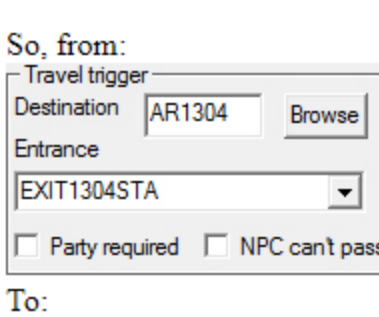 So, from:
Travel trigger
Destination AR1304 Browse
Entrance
EXIT1304STA
Party required NPC can't pass
To: